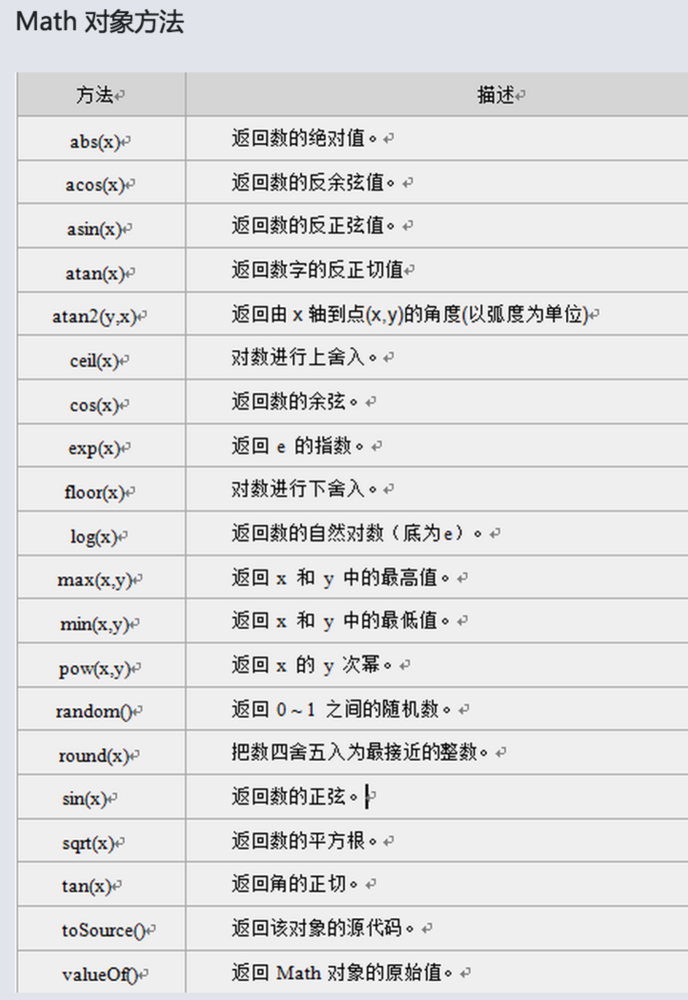 Math 对象方法
方法 描述
abs(x) 返回数的绝对值。
acos(x) 返回数的反余弦值。
asin(x) 返回数的反正弦值。
atan(x) 返回数字的反正切值
atan2(y,x) 返回由 x 轴到点(x,y)的角度(以弧度为单位)
ceil(x) 对数进行上舍入。
cos(x) 返回数的余弦。
exp(x) 返回 e 的指数。
floor(x) 对数进行下舍入。
log(x) 返回数的自然对数（底为e）。
max(x,y) 返回 x 和 y 中的最高值。
min(x,y) 返回 x 和 y 中的最低值。
pow(x,y) 返回 x 的 y 次幂。
random() 返回 0 ~ 1 之间的随机数。
round(x) 把数四舍五入为最接近的整数。
sin(x) 返回数的正弦。
sqrt(x) 返回数的平方根。
tan(x) 返回角的正切。
toSource() 返回该对象的源代码。
valueOf() 返回 Math 对象的原始值。